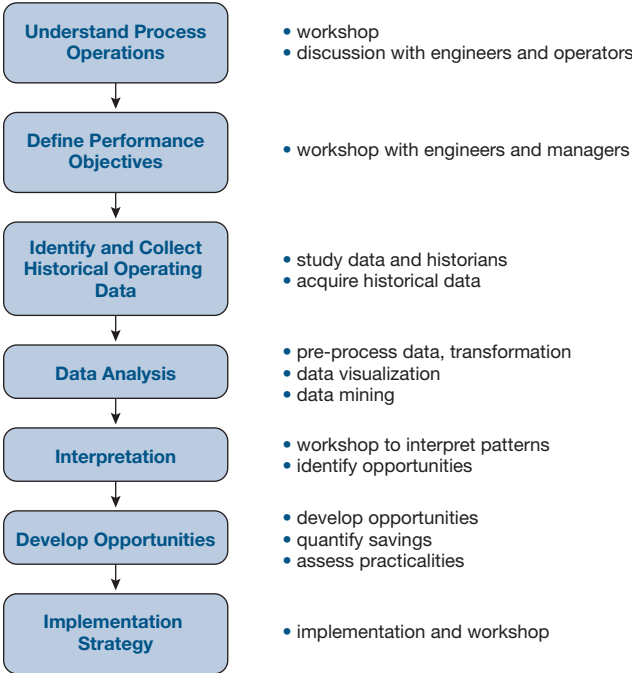 Understand Process
Operations
• workshop
• discussion with engineers and operators
Define Performance
Objectives
• workshop with engineers and managers
Identify and Collect
Historical Operating
Data
• study data and historians
• acquire historical data
Data Analysis
• pre-process data, transformation
• data visualization
• data mining
Interpretation
• workshop to interpret patterns
• identify opportunities
Develop Opportunities
• develop opportunities
• quantify savings
• assess practicalities
Implementation
Strategy
• implementation and workshop